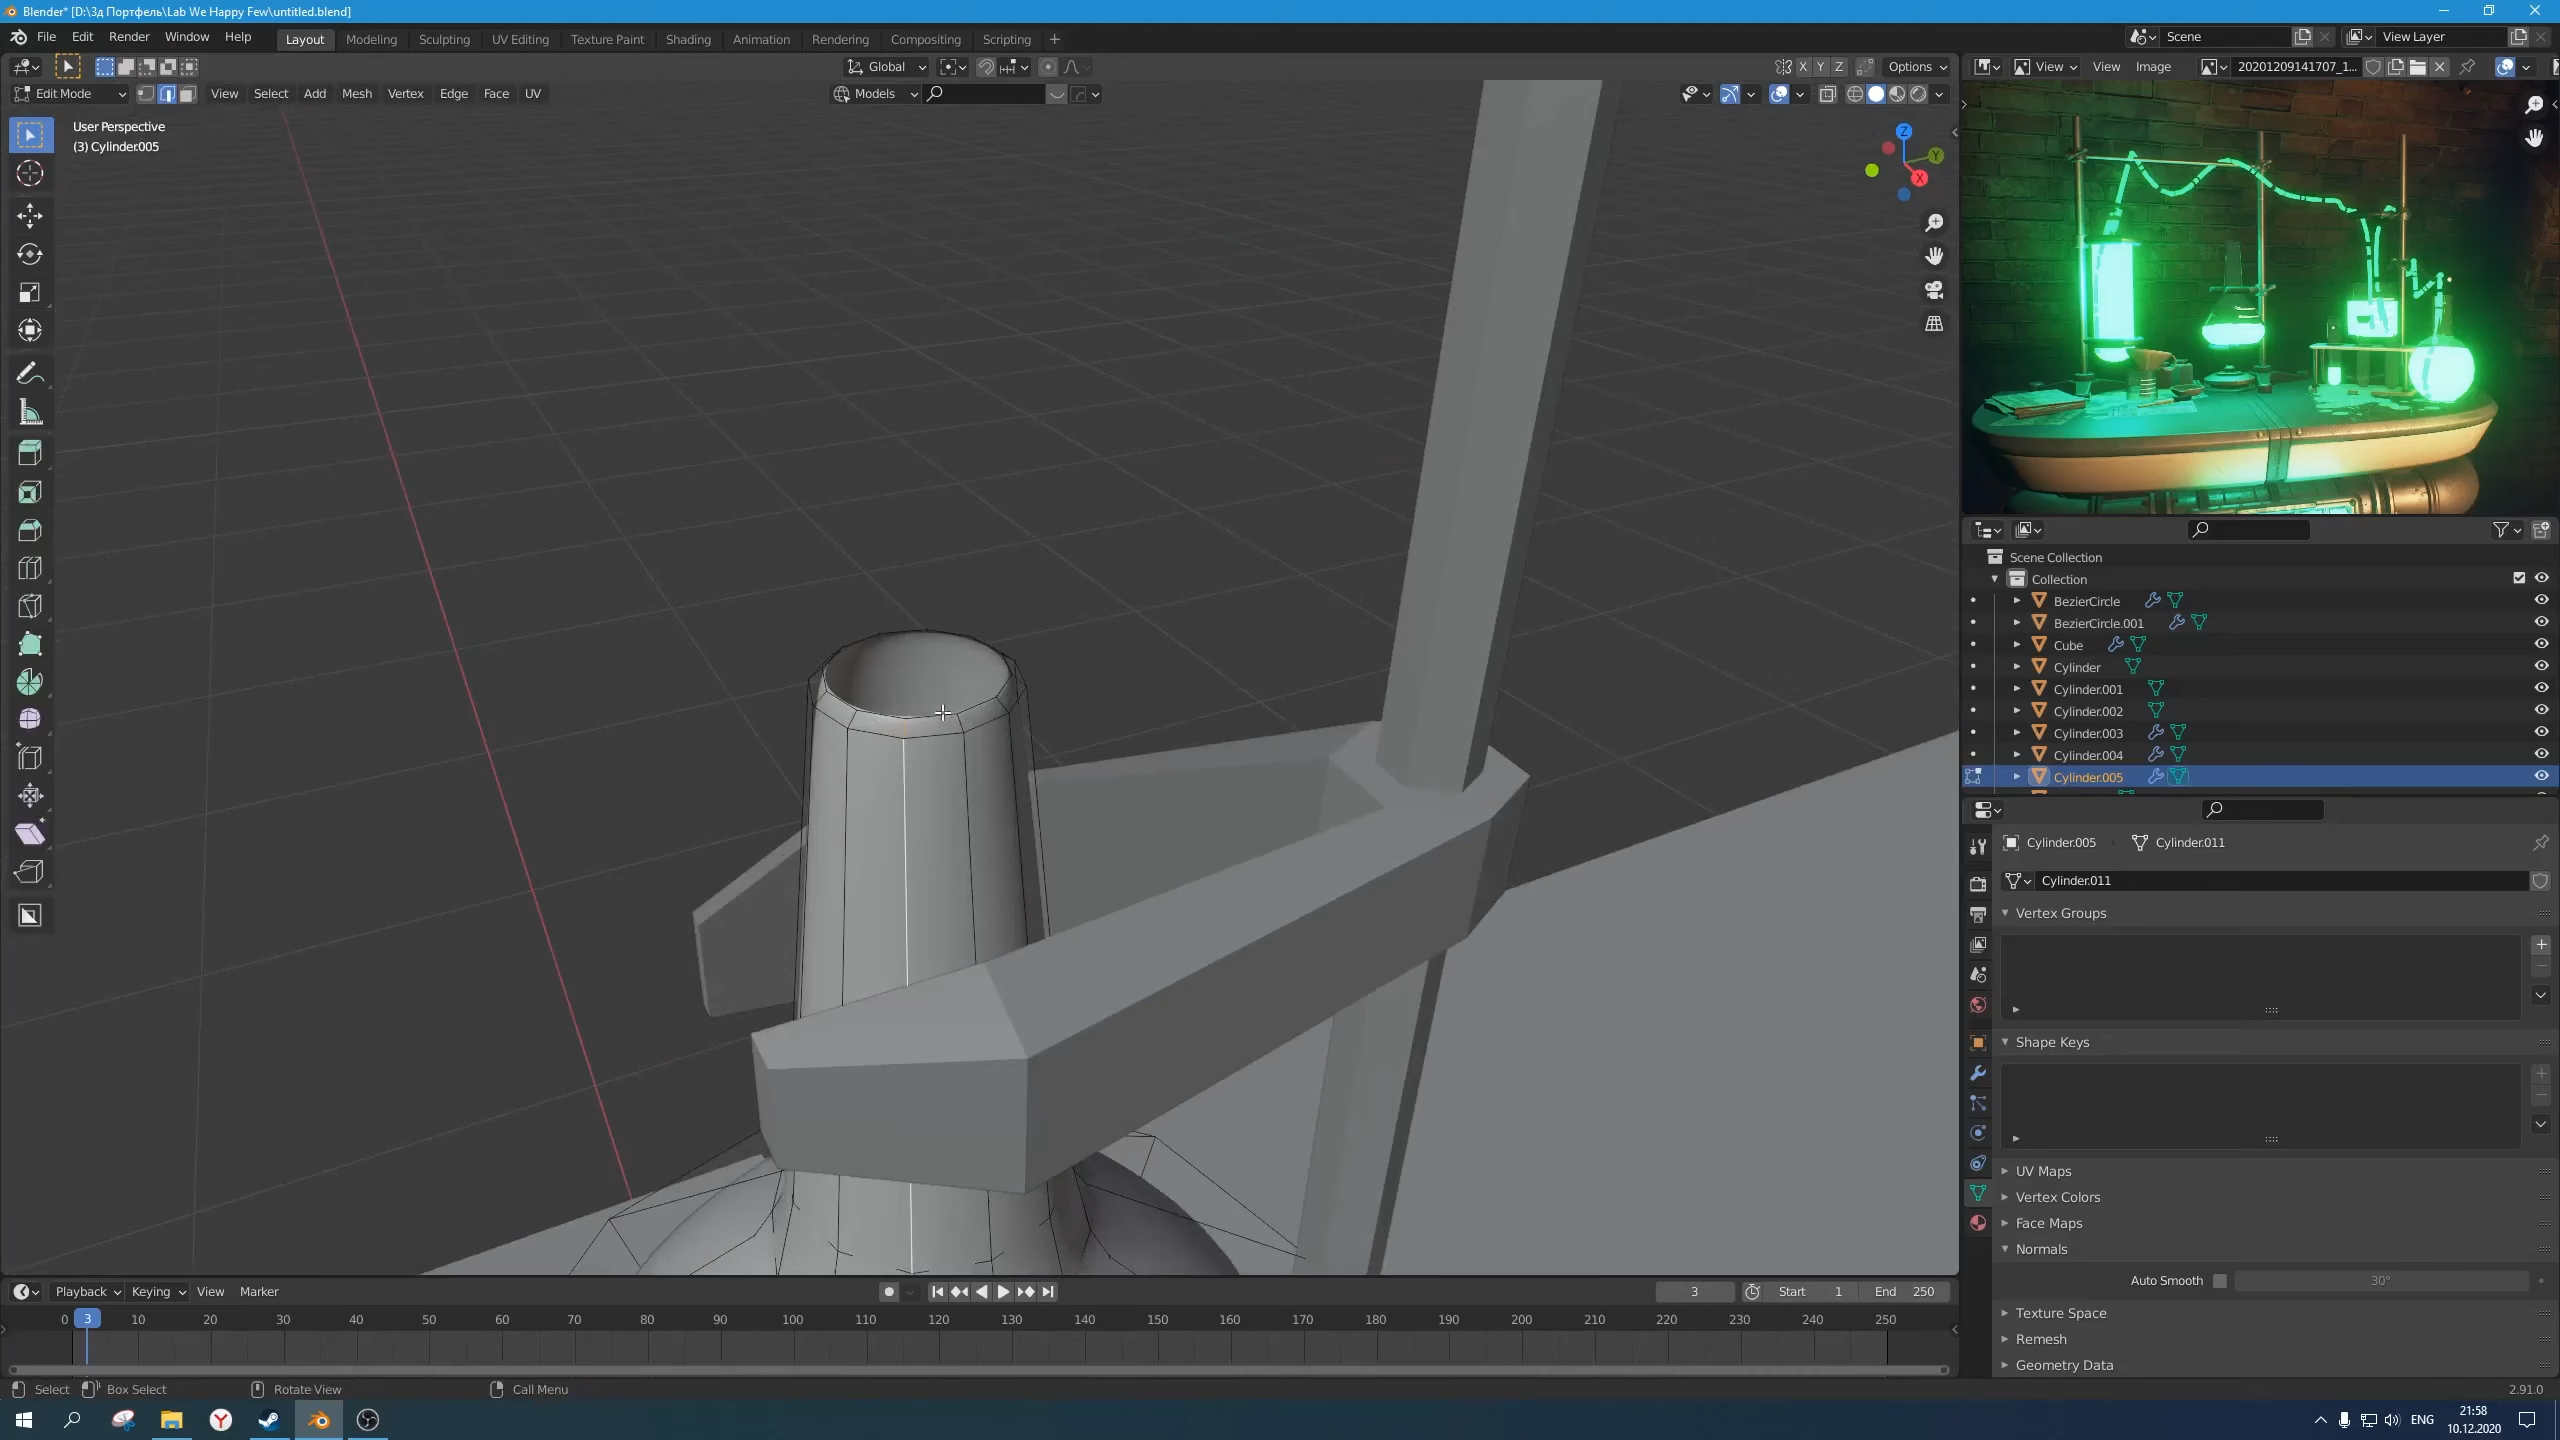 Blender* [D:\3д Портфель\Lab We Happy Few\untitled.blend]
File Edit Render Window Help Layout Modeling Sculpting UV Editing Texture Paint Shading Animation Rendering Compositing Scripting + Scene View Layer
Global X Y Z Options View View Image 20201209141707_1...
Edit Mode View Select Add Mesh Vertex Edge Face UV Models
User Perspective
(3) Cylinder.005
Z
Y
X
Scene Collection
Collection
BezierCircle
BezierCircle.001
Cube
Cylinder
Cylinder.001
Cylinder.002
Cylinder.003
Cylinder.004
Cylinder.005
Cylinder.005 Cylinder.011
Cylinder.011
Vertex Groups
Shape Keys
UV Maps
Vertex Colors
Face Maps
Normals
Auto Smooth 30°
Texture Space
Remesh
Geometry Data
Playback Keying View Marker 3 Start 1 End 250
0 3 10 20 30 40 50 60 70 80 90 100 110 120 130 140 150 160 170 180 190 200 210 220 230 240 250
Select Box Select Rotate View Call Menu 2.91.0
ENG 21:58
10.12.2020